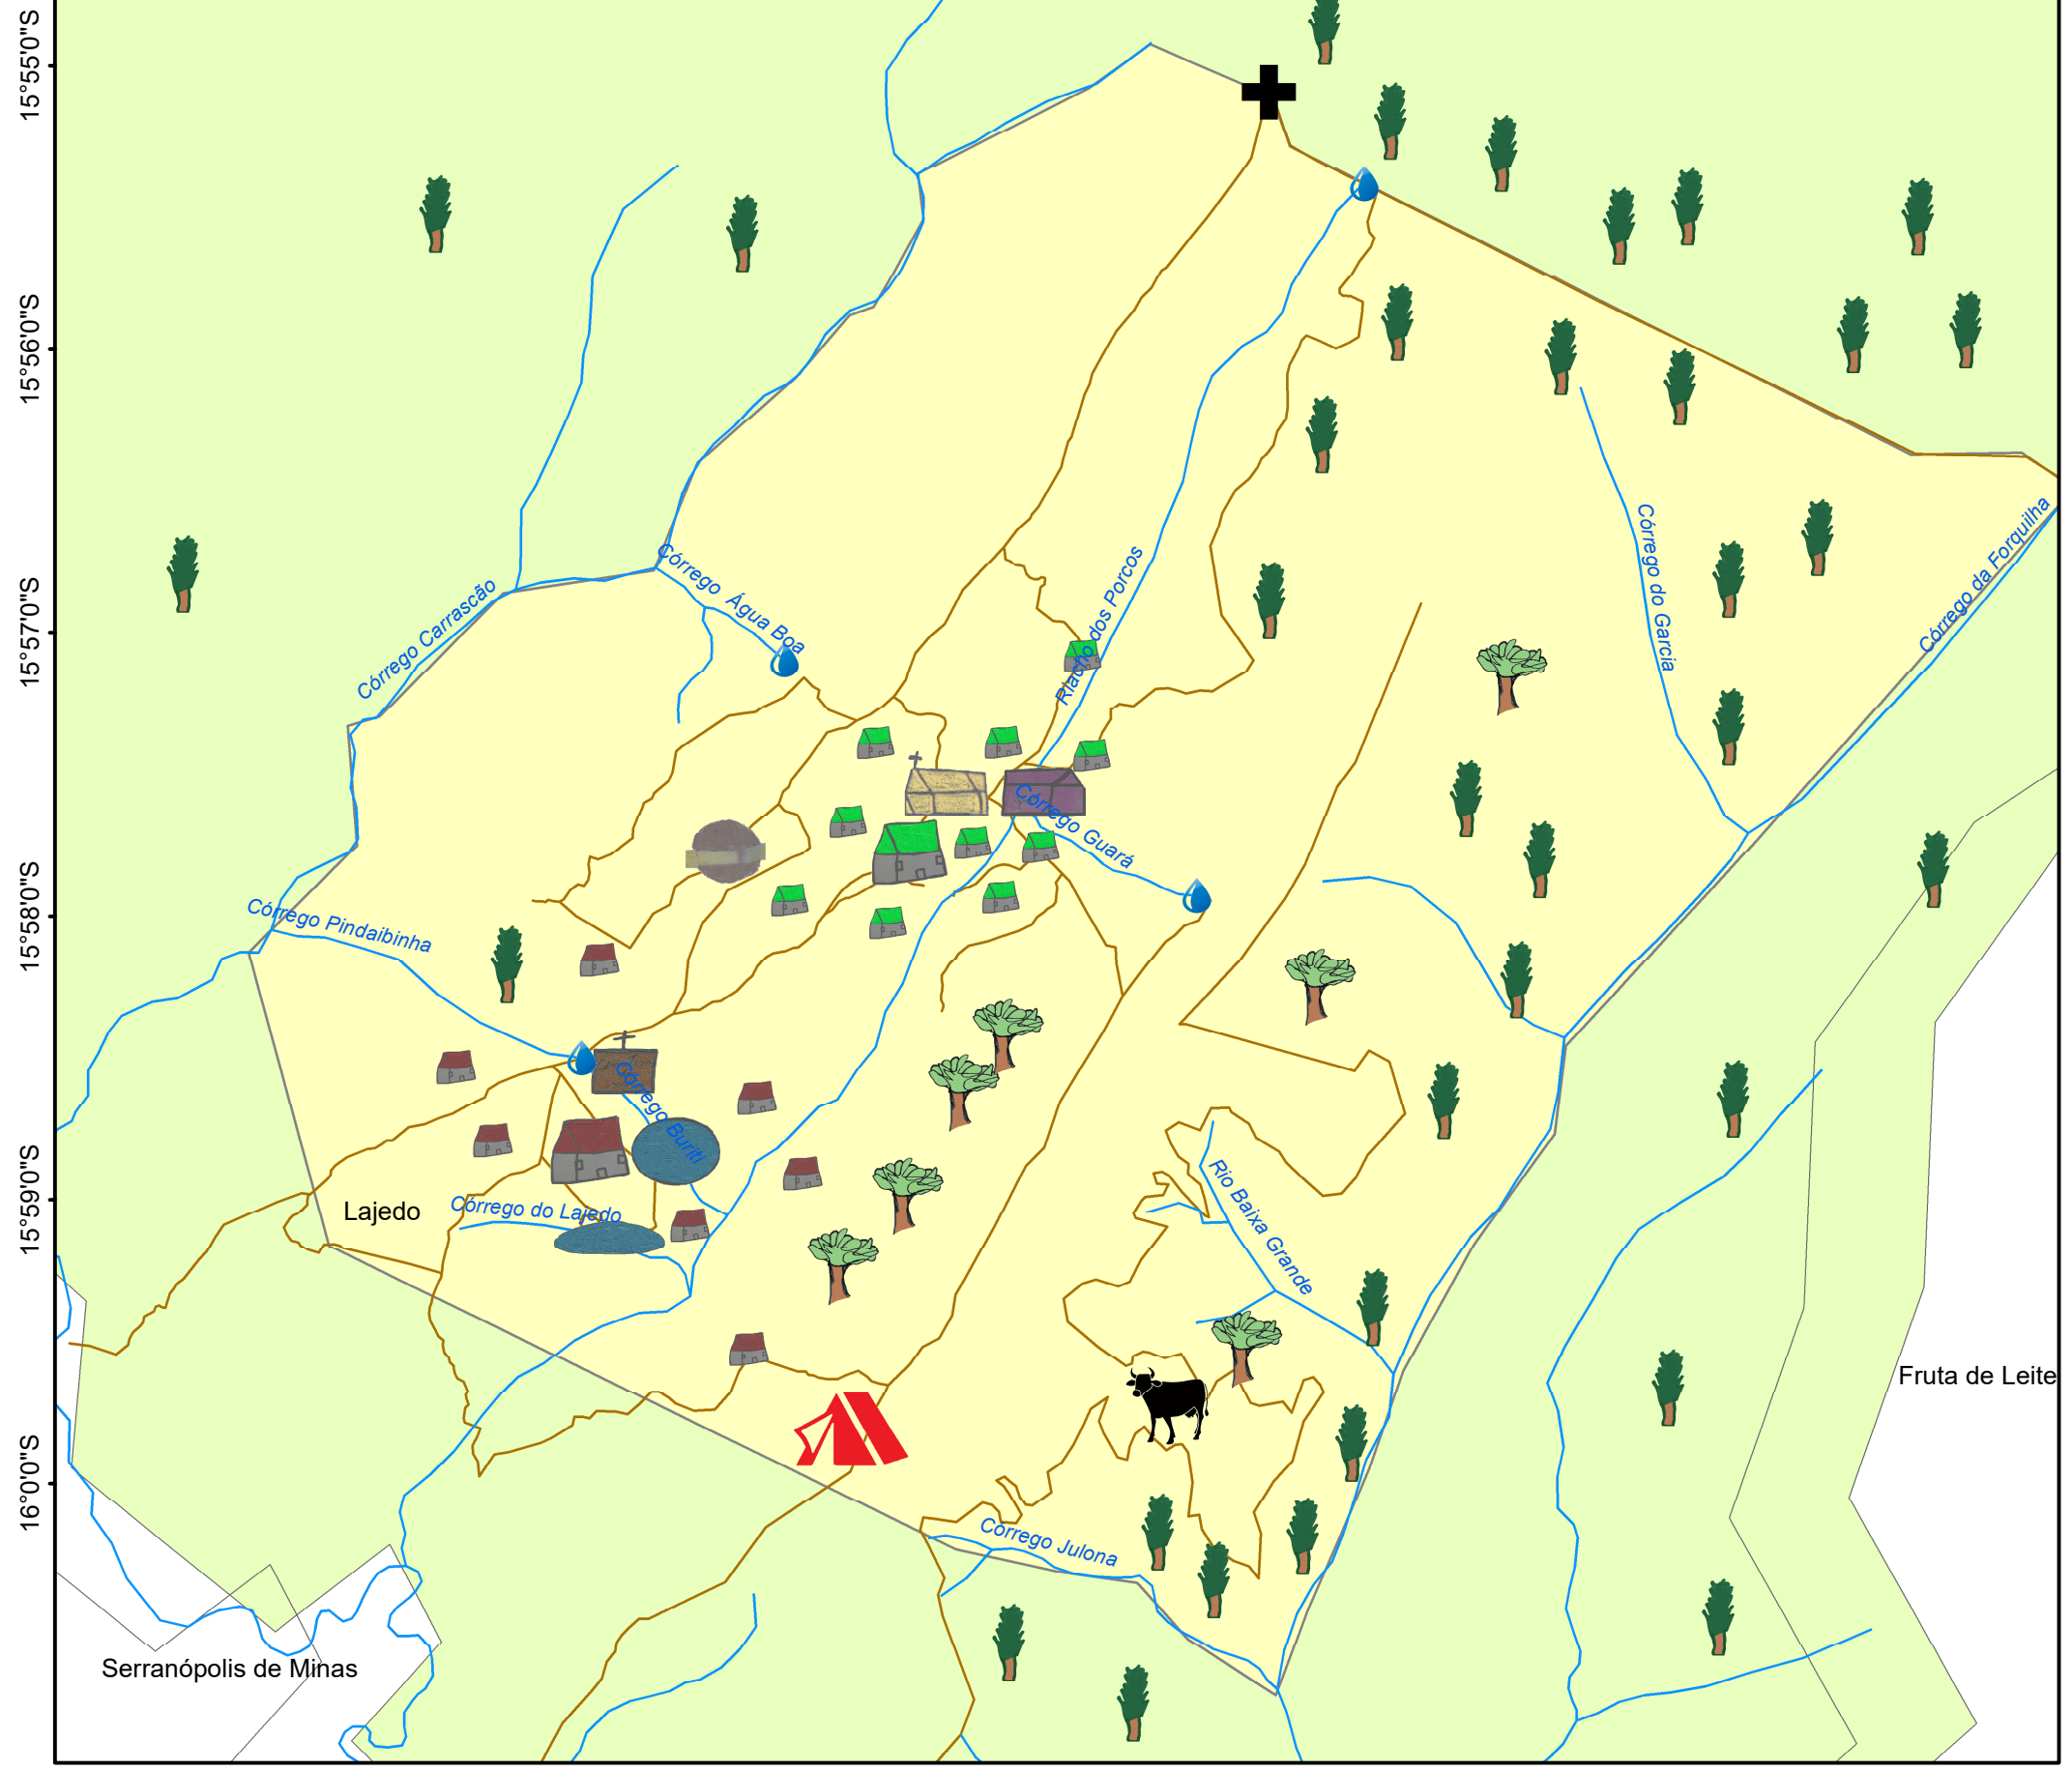 15°55'0"S
15°56'0"S
15°57'0"S
15°58'0"S
15°59'0"S
16°0'0"S
Córrego Carrascão
Córrego Água Boa
Riacho dos Porcos
Córrego do Garcia
Córrego da Forquilha
Córrego Guará
Córrego Pindaibinha
Córrego Buriti
Córrego do Lajedo
Lajedo
Rio Baixa Grande
Fruta de Leite
Córrego Julona
Serranópolis de Minas